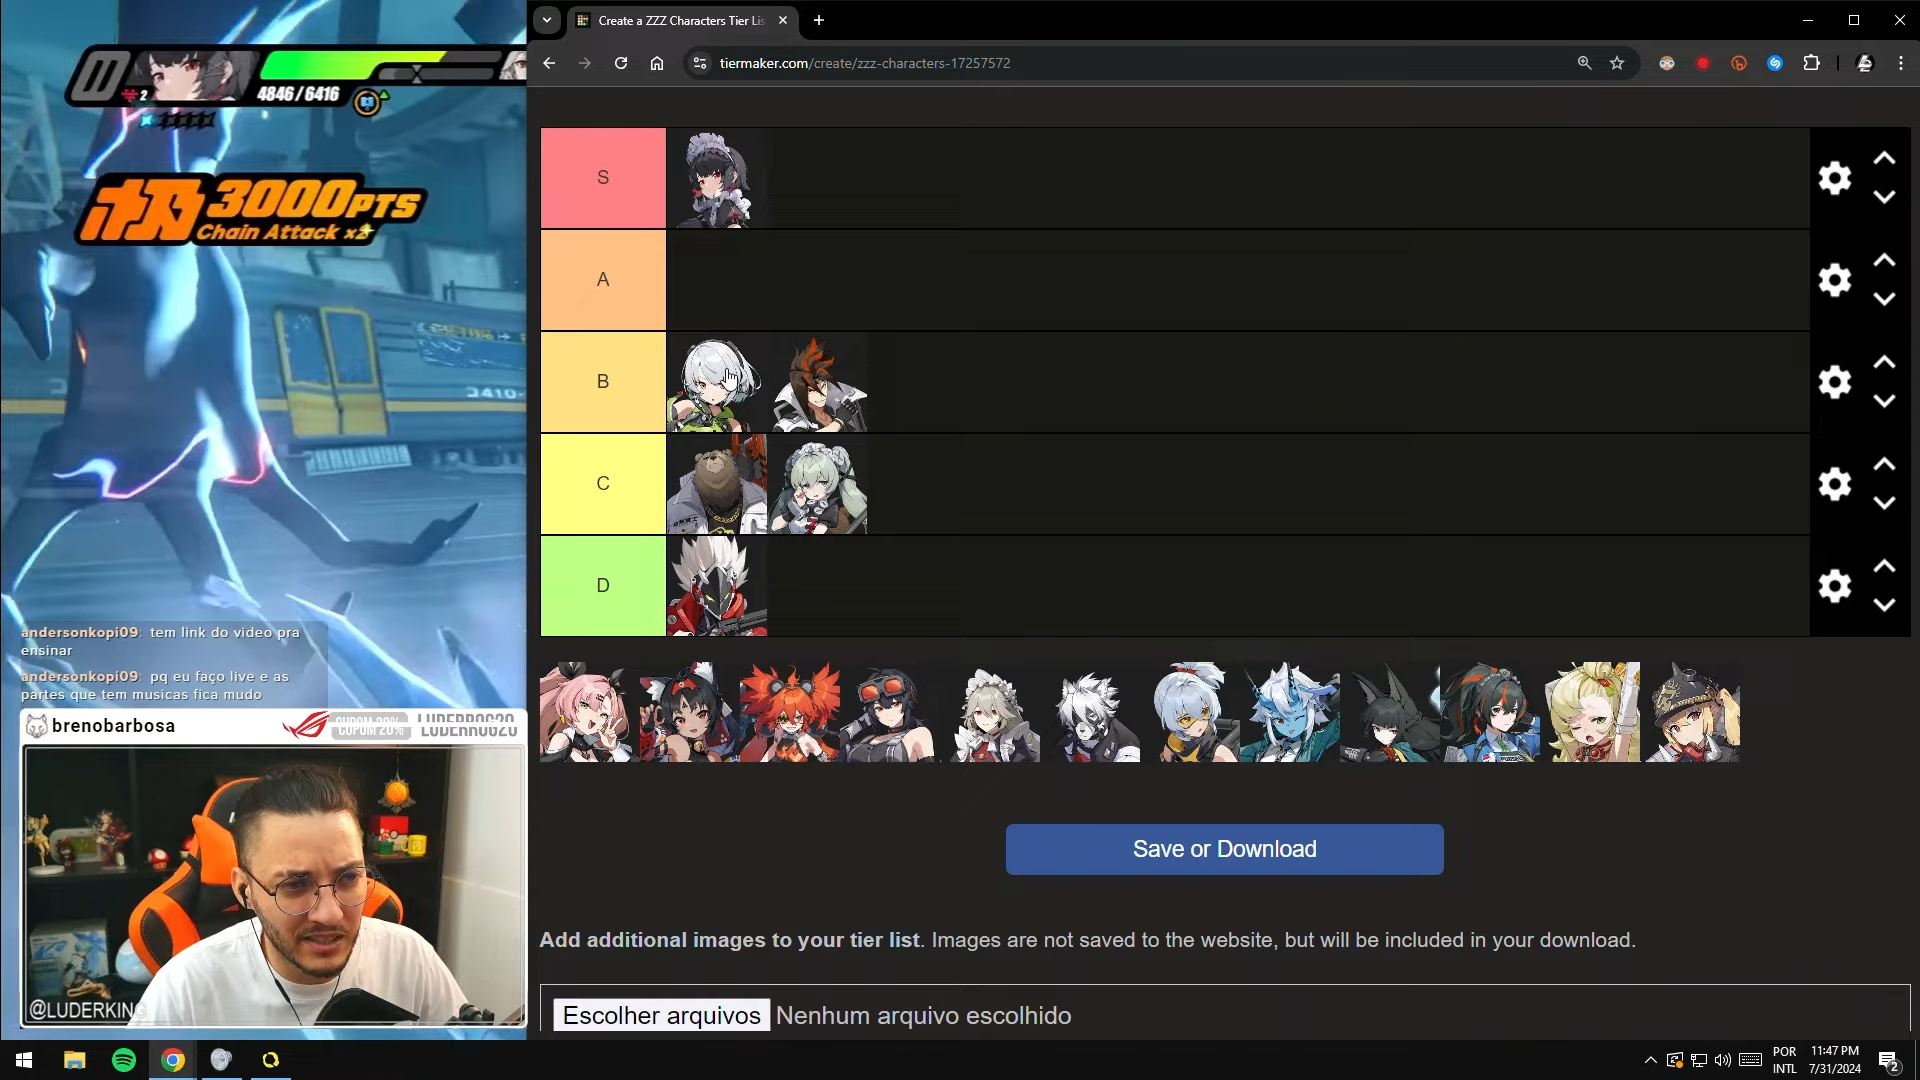 Create a ZZZ Characters Tier Lis
tiermaker.com/create/zzz-characters-17257572
2
4846/6416
3000PTS
Chain Attack x2
3410-
S
A
B
C
D
andersonkopi09: tem link do video pra
ensinar
andersonkopi09: pq eu faço live e as
partes que tem musicas fica mudo
brenobarbosa
CUPOM 20%
LUDERROG20
@LUDERKING
Save or Download
Add additional images to your tier list. Images are not saved to the website, but will be included in your download.
Escolher arquivos Nenhum arquivo escolhido
POR
INTL
11:47 PM
7/31/2024
2